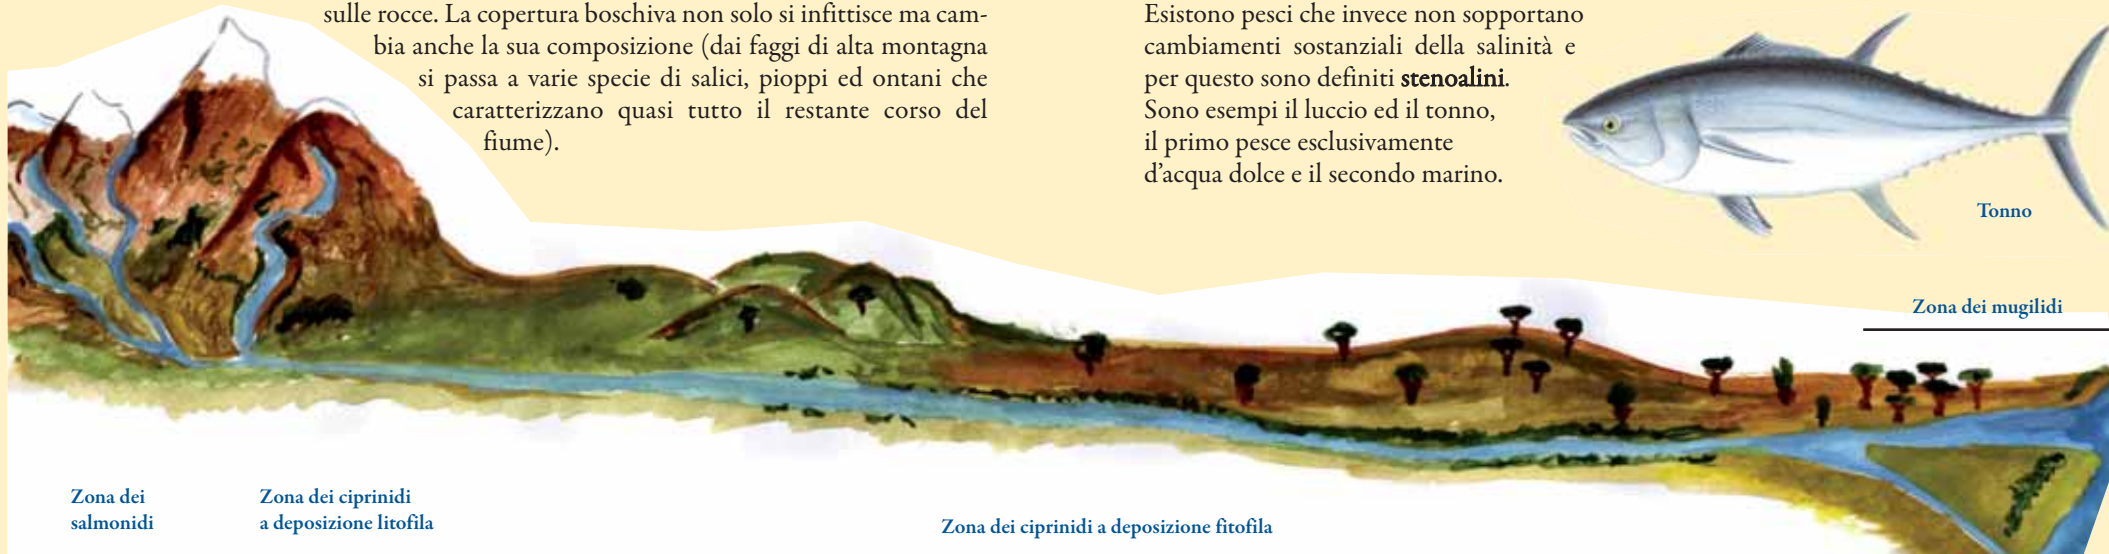 sulle rocce. La copertura boschiva non solo si infittisce ma cam-
bia anche la sua composizione (dai faggi di alta montagna
si passa a varie specie di salici, pioppi ed ontani che
caratterizzano quasi tutto il restante corso del
fiume).
Esistono pesci che invece non sopportano
cambiamenti sostanziali della salinità e
per questo sono definiti stenoalini.
Sono esempi il luccio ed il tonno,
il primo pesce esclusivamente
d’acqua dolce e il secondo marino.
Tonno
Zona dei mugilidi
Zona dei
salmonidi
Zona dei ciprinidi
a deposizione litofila
Zona dei ciprinidi a deposizione fitofila